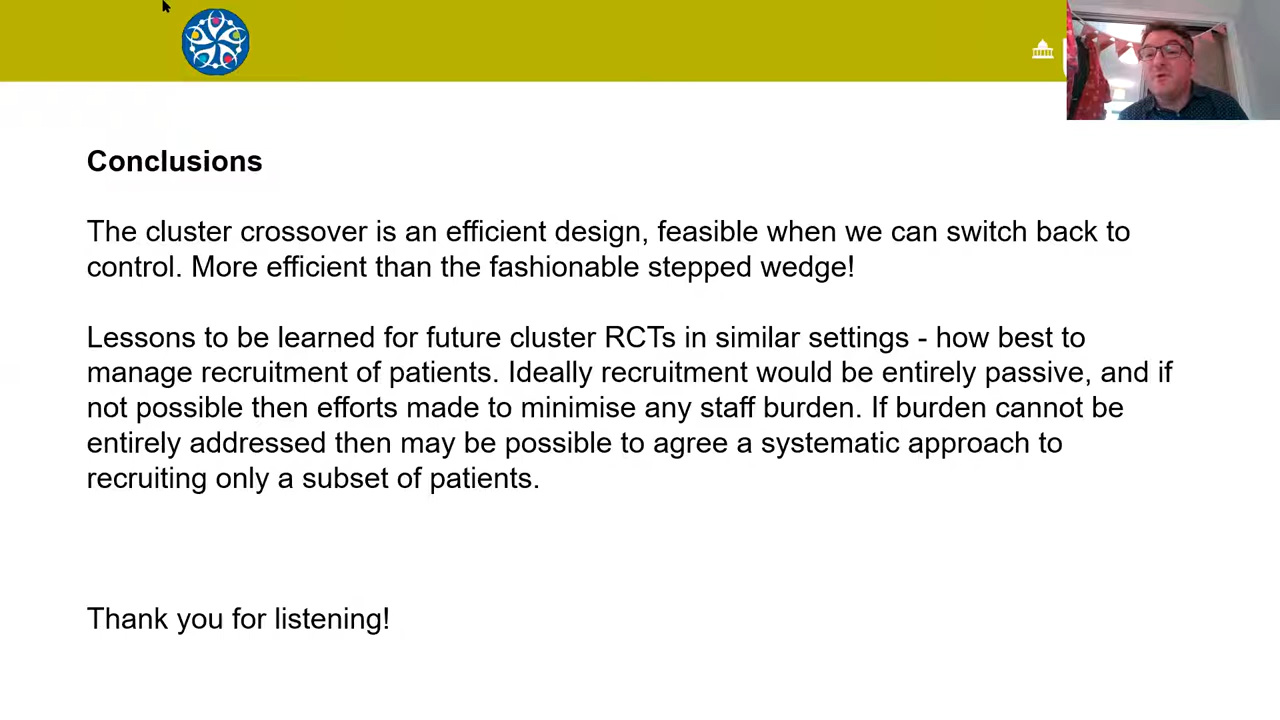 Conclusions
The cluster crossover is an efficient design, feasible when we can switch back to
control. More efficient than the fashionable stepped wedge!
Lessons to be learned for future cluster RCTs in similar settings - how best to
manage recruitment of patients. Ideally recruitment would be entirely passive, and if
not possible then efforts made to minimise any staff burden. If burden cannot be
entirely addressed then may be possible to agree a systematic approach to
recruiting only a subset of patients.
Thank you for listening!